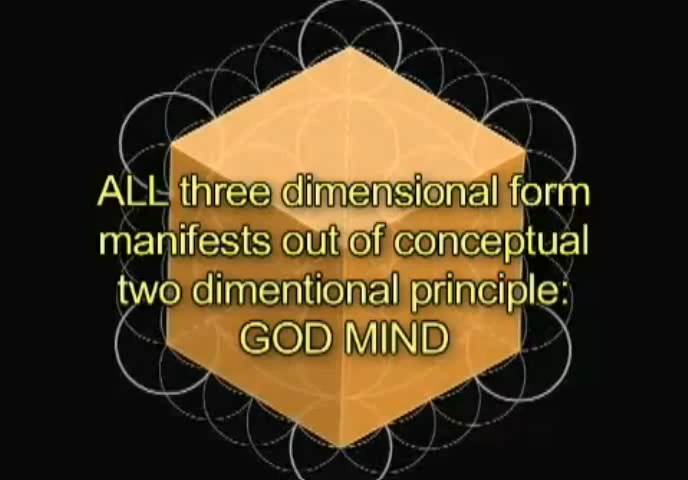 ALL three dimensional form
manifests out of conceptual
two dimentional principle:
GOD MIND